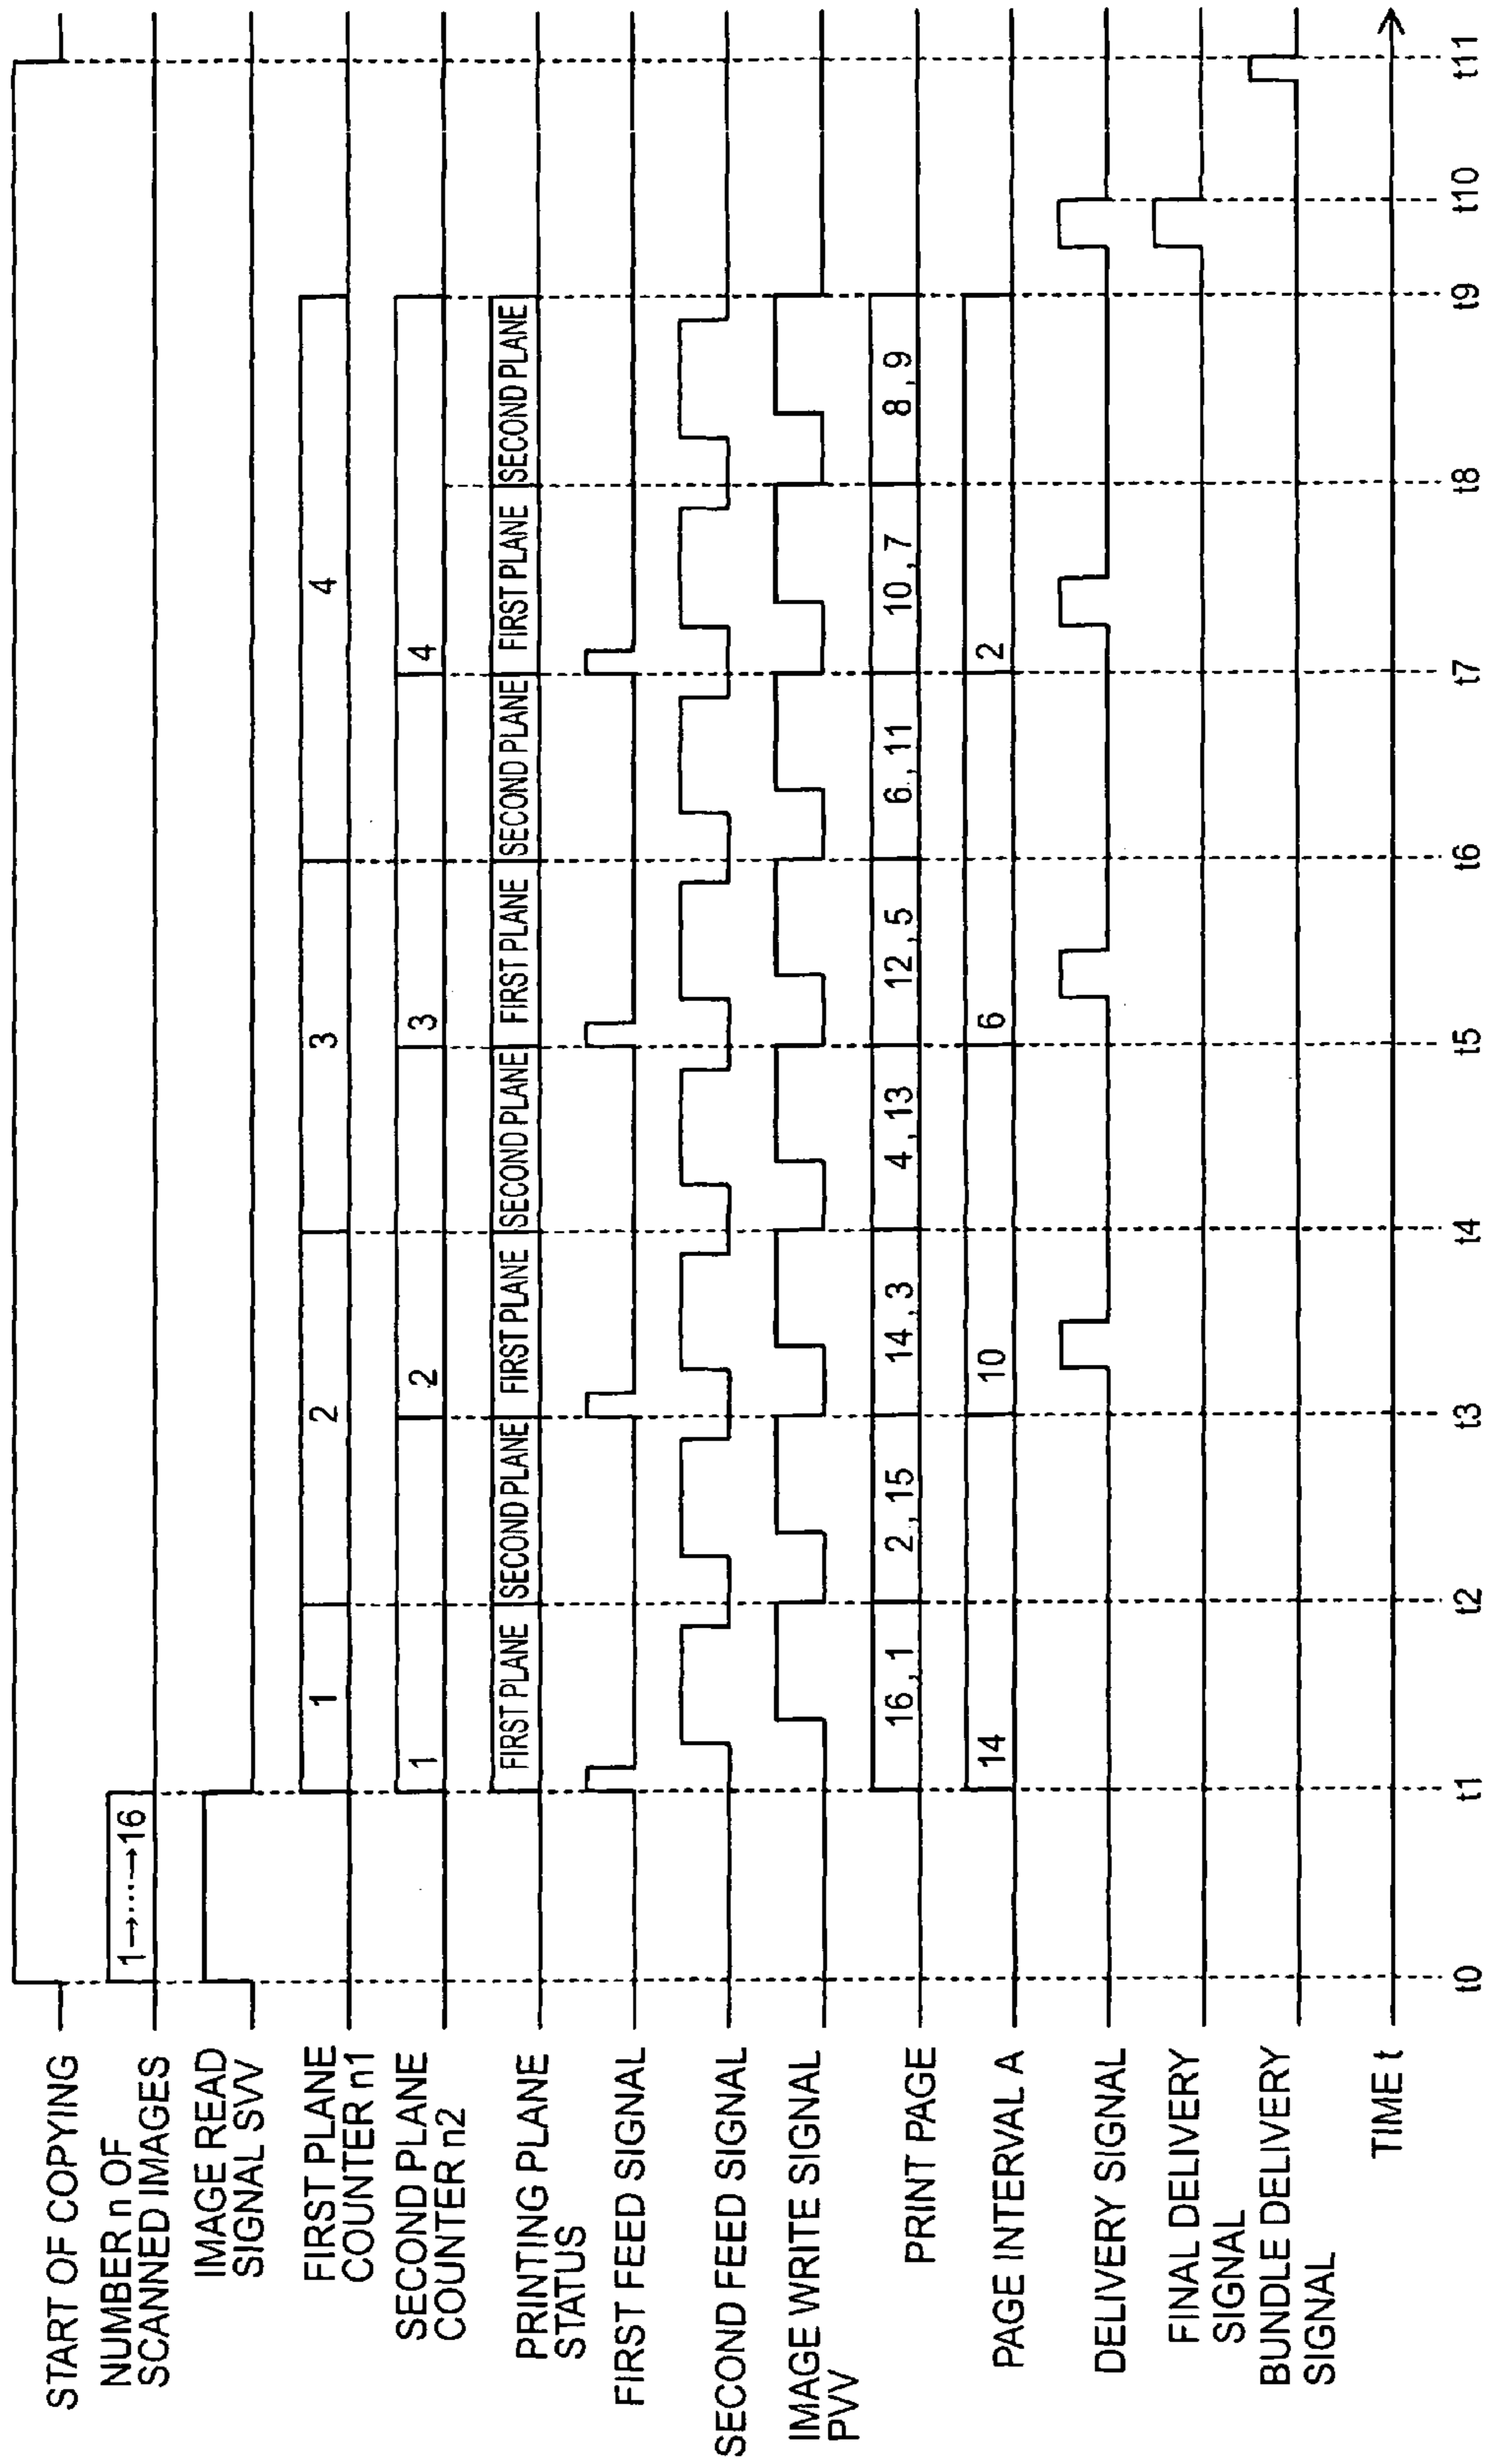 START OF COPYING
NUMBER n OF
SCANNED IMAGES
1→……→16
IMAGE READ
SIGNAL SVV
FIRST PLANE
COUNTER n1
1 2 3 4
SECOND PLANE
COUNTER n2
1 2 3 4
PRINTING PLANE
STATUS
FIRST PLANE SECOND PLANE FIRST PLANE SECOND PLANE FIRST PLANE SECOND PLANE FIRST PLANE SECOND PLANE
FIRST FEED SIGNAL
SECOND FEED SIGNAL
IMAGE WRITE SIGNAL
PVV
PRINT PAGE
16 , 1 2 , 15 14 , 3 4 , 13 12 , 5 6 , 11 10 , 7 8 , 9
PAGE INTERVAL A
14 10 6 2
DELIVERY SIGNAL
FINAL DELIVERY
SIGNAL
BUNDLE DELIVERY
SIGNAL
TIME t
t0 t1 t2 t3 t4 t5 t6 t7 t8 t9 t10 t11